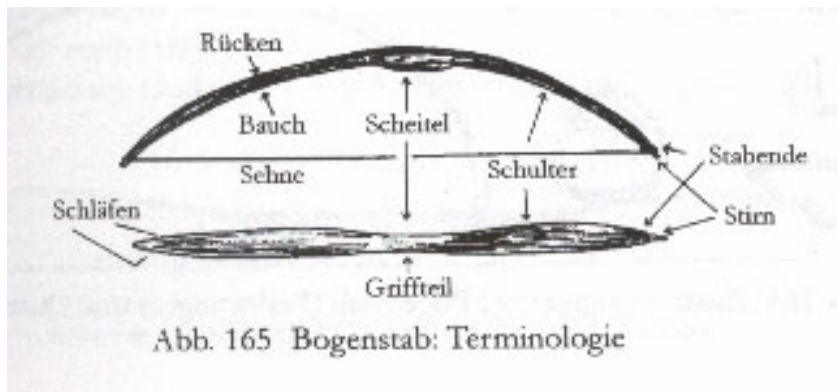 Rücken
Bauch
Scheitel
Sehne
Schulter
Stabende
Schläfen
Stirn
Griffteil
Abb. 165 Bogenstab: Terminologie